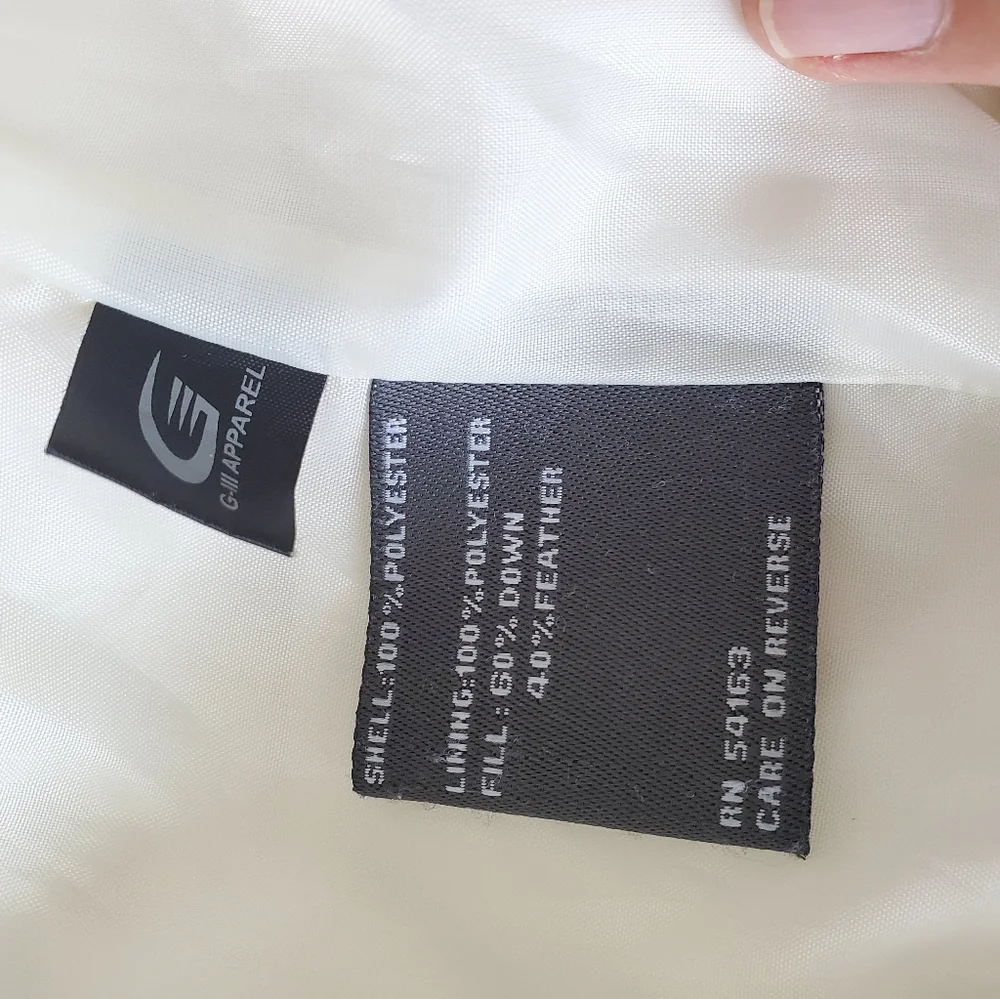 G-III APPAREL
SHELL:100%POLYESTER
LINING:100%POLYESTER
FILL: 60% DOWN
40%FEATHER
RN 54163
CARE ON REVERSE